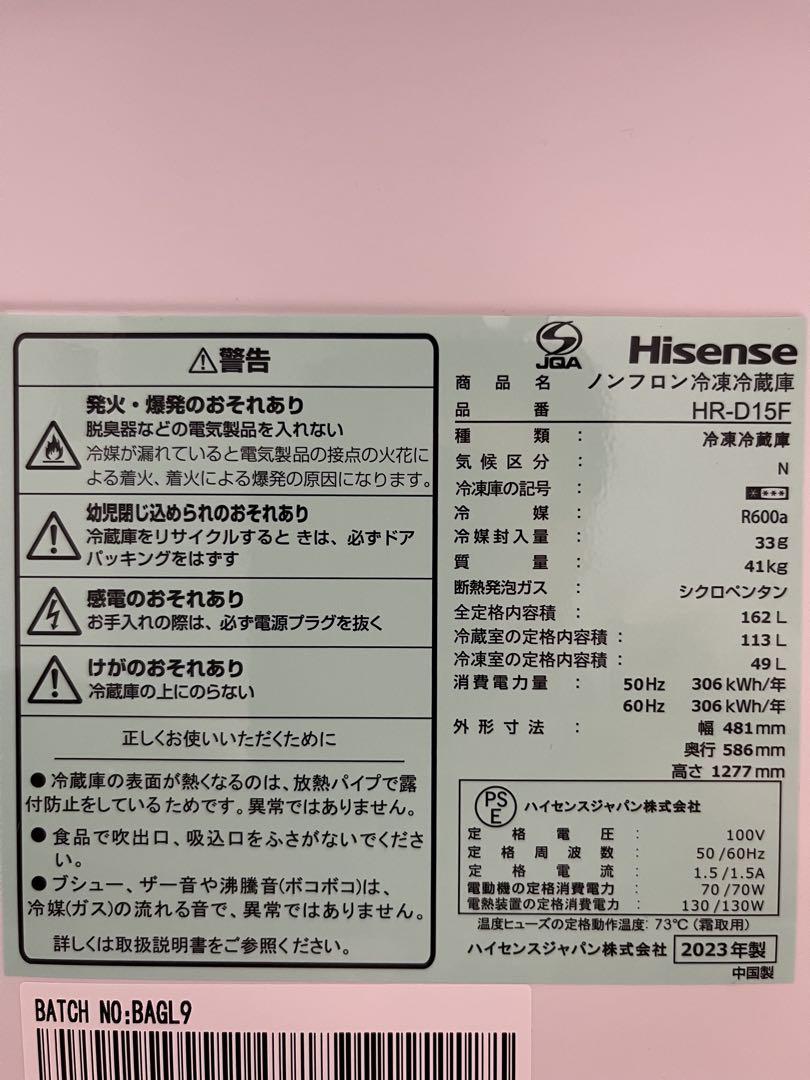 警告
発火・爆発のおそれあり
脱臭器などの電気製品を入れない
冷媒が漏れていると電気製品の接点の火花に
よる着火、着火による爆発の原因になります。
幼児閉じ込められのおそれあり
冷蔵庫をリサイクルすると きは、必ずドア
パッキングをはずす
感電のおそれあり
お手入れの際は、必ず電源プラグを抜く
けがのおそれあり
冷蔵庫の上にのらない
正しくお使いいただくために
●冷蔵庫の表面が熱くなるのは、放熱パイプで露
付防止をしているためです。異常ではありません。
●食品で吹出口、吸込口をふさがないでくださ
い。
●ブシュー、ザー音や沸騰音(ボコボコ)は、
冷媒(ガス)の流れる音で、異常ではありません。
詳しくは取扱説明書をご参照ください。
JQA
Hisense
商品名 ノンフロン冷凍冷蔵庫
品番 HR-D15F
種類： 冷凍冷蔵庫
気候区分： N
冷凍庫の記号： ****
冷媒： R600a
冷媒封入量： 33g
質量： 41kg
断熱発泡ガス： シクロペンタン
全定格内容積： 162 L
冷蔵室の定格内容積： 113 L
冷凍室の定格内容積： 49 L
消費電力量： 50Hz 306 kWh/年
60Hz 306 kWh/年
外形寸法： 幅 481mm
奥行 586mm
高さ 1277mm
PSE ハイセンスジャパン株式会社
定格電圧： 100V
定格周波数： 50/60Hz
定格電流： 1.5/1.5A
電動機の定格消費電力： 70/70W
電熱装置の定格消費電力： 130/130W
温度ヒューズの定格動作温度: 73℃(霜取用)
ハイセンスジャパン株式会社 2023年製
中国製
BATCH NO:BAGL9